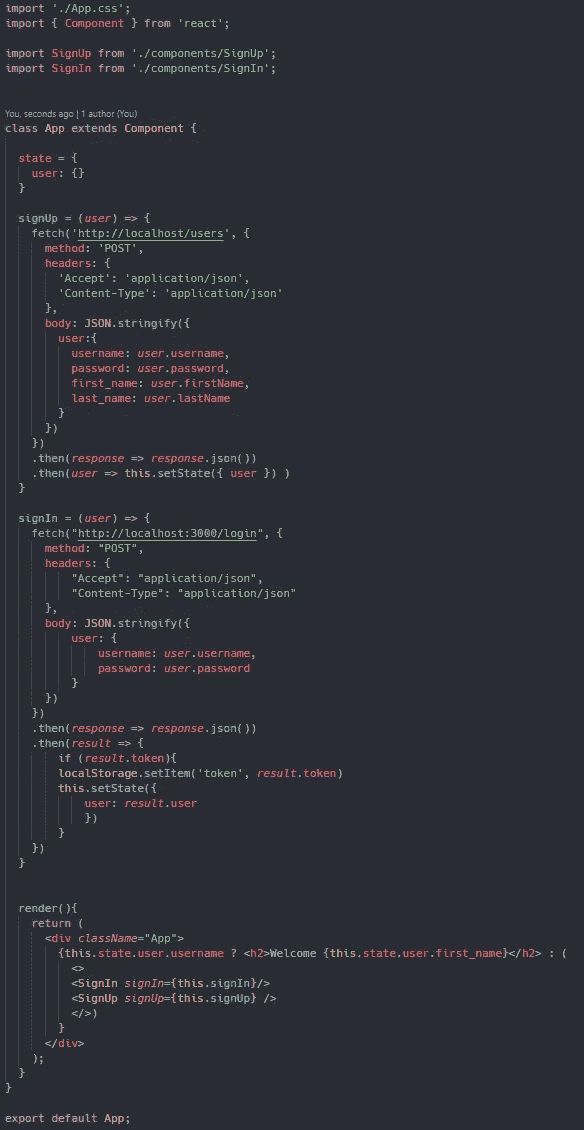 import './App.css';
import { Component } from 'react';
import SignUp from './components/SignUp';
import SignIn from './components/SignIn';
You, seconds ago | 1 author (You)
class App extends Component {
state = {
user: {}
}
signUp = (user) => {
fetch('http://localhost/users', {
method: 'POST',
headers: {
'Accept': 'application/json',
'Content-Type': 'application/json'
},
body: JSON.stringify({
user:{
username: user.username,
password: user.password,
first_name: user.firstName,
last_name: user.lastName
}
})
})
.then(response => response.json())
.then(user => this.setState({ user }) )
}
signIn = (user) => {
fetch("http://localhost:3000/login", {
method: "POST",
headers: {
"Accept": "application/json",
"Content-Type": "application/json"
},
body: JSON.stringify({
user: {
username: user.username,
password: user.password
}
})
})
.then(response => response.json())
.then(result => {
if (result.token){
localStorage.setItem('token', result.token)
this.setState({
user: result.user
})
}
})
}
render(){
return (
<div className="App">
{this.state.user.username ? <h2>Welcome {this.state.user.first_name}</h2> : (
<>
<SignIn signIn={this.signIn}/>
<SignUp signUp={this.signUp} />
</>)
}
</div>
);
}
}
export default App;